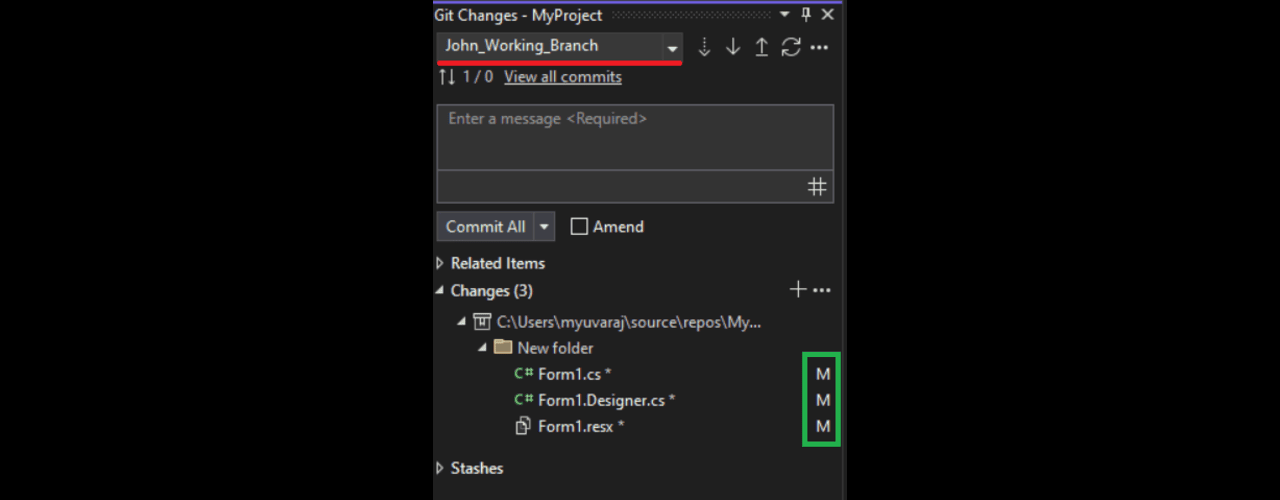 Git Changes - MyProject
John_Working_Branch
1 / 0 View all commits
Enter a message <Required>
Commit All Amend
Related Items
Changes (3)
C:\Users\myuvaraj\source\repos\My...
New folder
C# Form1.cs * M
C# Form1.Designer.cs * M
Form1.resx * M
Stashes